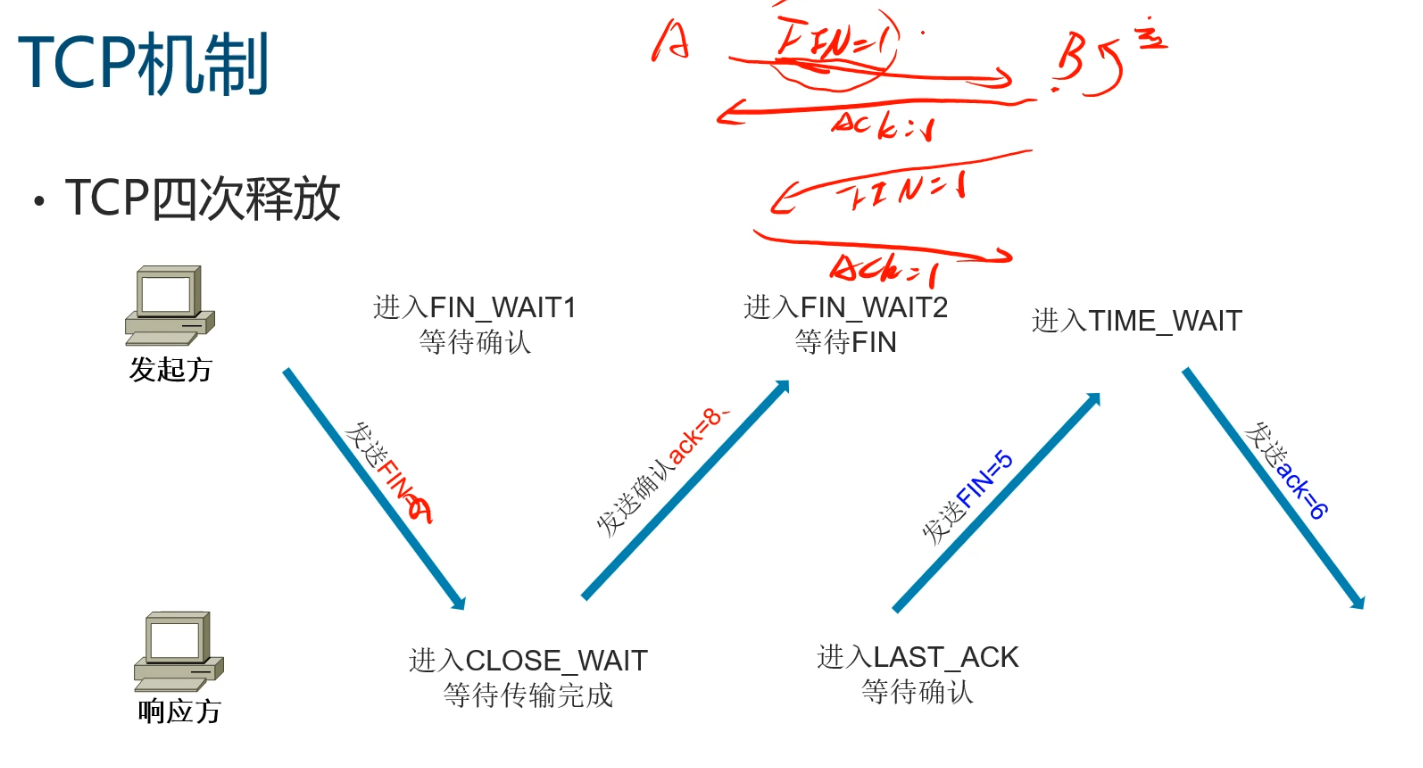 TCP机制
A FIN=1 B
Ack=1
FIN=1
Ack=1
• TCP四次释放
进入FIN_WAIT1
等待确认
进入FIN_WAIT2
等待FIN
进入TIME_WAIT
发起方
发送FIN=
发送确认ack=8、
发送FIN=5
发送ack=6
进入CLOSE_WAIT
等待传输完成
进入LAST_ACK
等待确认
响应方